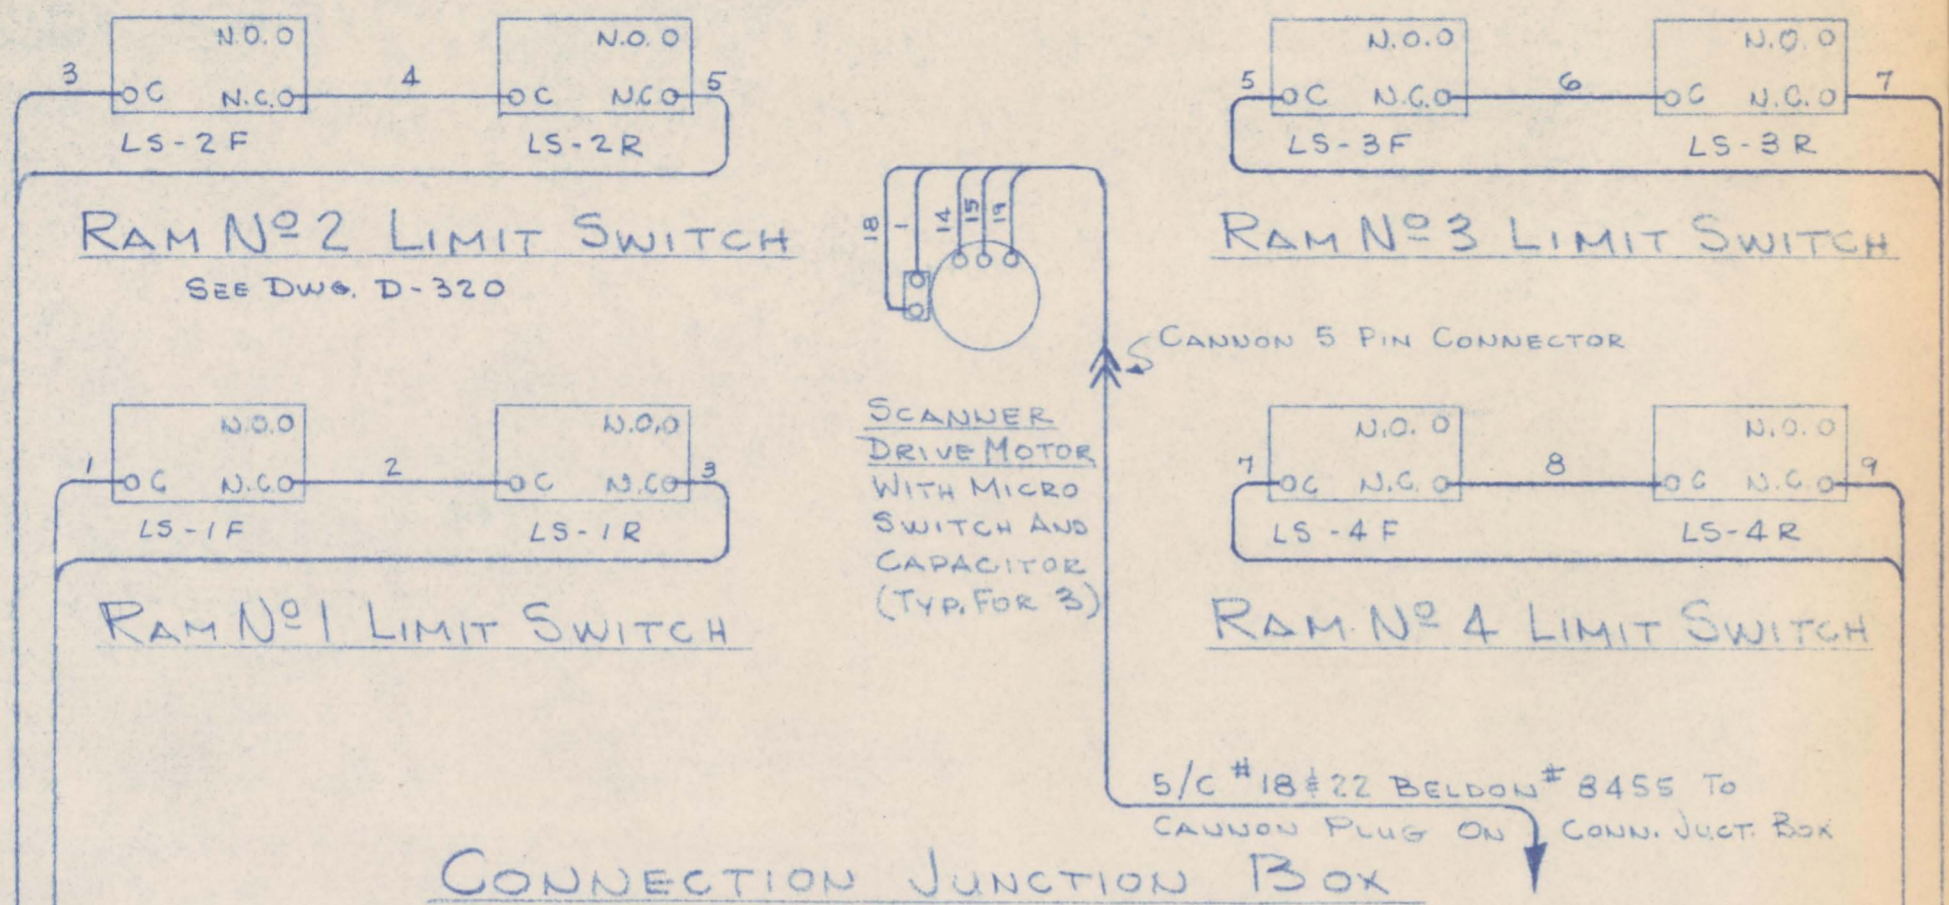 N.O. O
3
O C N.C. O
4
N.O. O
O C N.C O
5
LS-2F
LS-2R
RAM Nº 2 LIMIT SWITCH
SEE DWG. D-320
N.O. O
1
O C N.C O
2
N.O. O
O C N.C O
3
LS-1F
LS-1R
RAM Nº 1 LIMIT SWITCH
18
1
14
15
19
CANNON 5 PIN CONNECTOR
SCANNER
DRIVE MOTOR
WITH MICRO
SWITCH AND
CAPACITOR
(TYP. FOR 3)
N.O. O
5
O C N.C. O
6
N.O. O
O C N.C. O
7
LS-3F
LS-3R
RAM Nº 3 LIMIT SWITCH
N.O. O
7
O C N.C. O
8
N.O. O
O C N.C. O
9
LS-4F
LS-4R
RAM. Nº 4 LIMIT SWITCH
5/C #18 & 22 BELDON # 8455 TO
CANNON PLUG ON CONN. JUCT. BOX
CONNECTION JUNCTION BOX